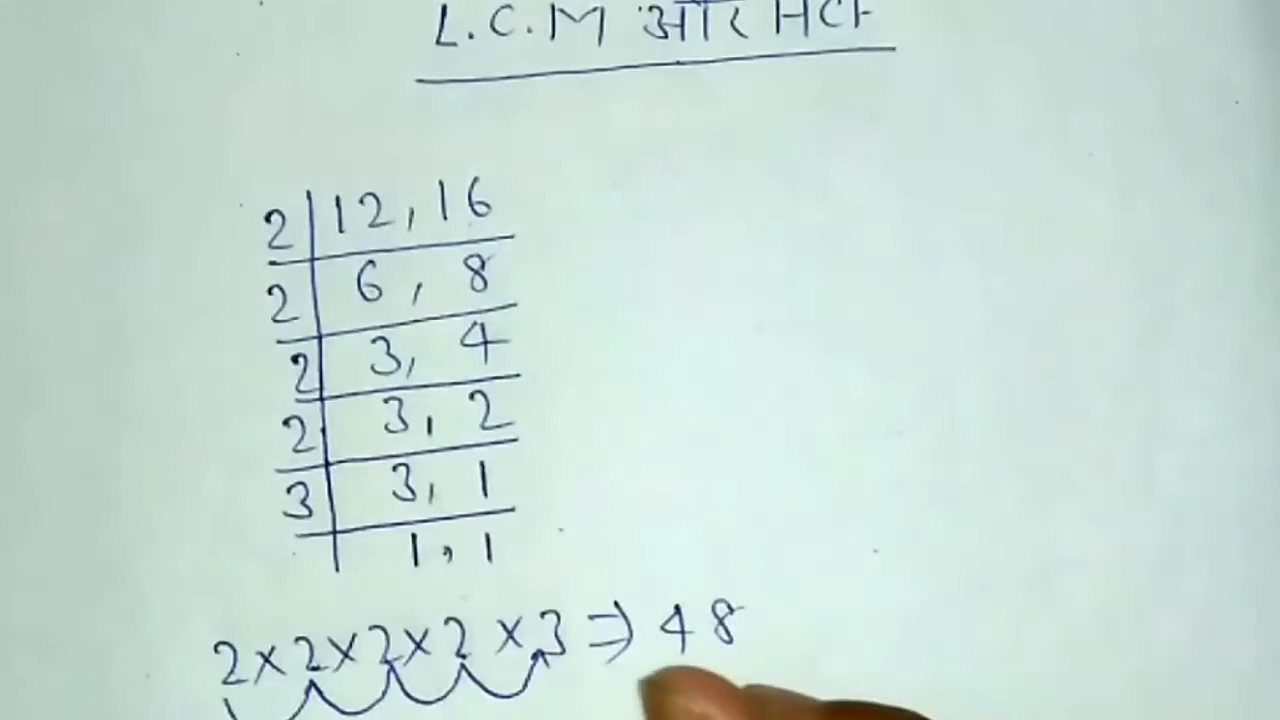 L.C.M और HCF
2 | 12, 16
2 | 6, 8
2 | 3, 4
2 | 3, 2
3 | 3, 1
1, 1
2×2×2×2×3 ⇒ 48